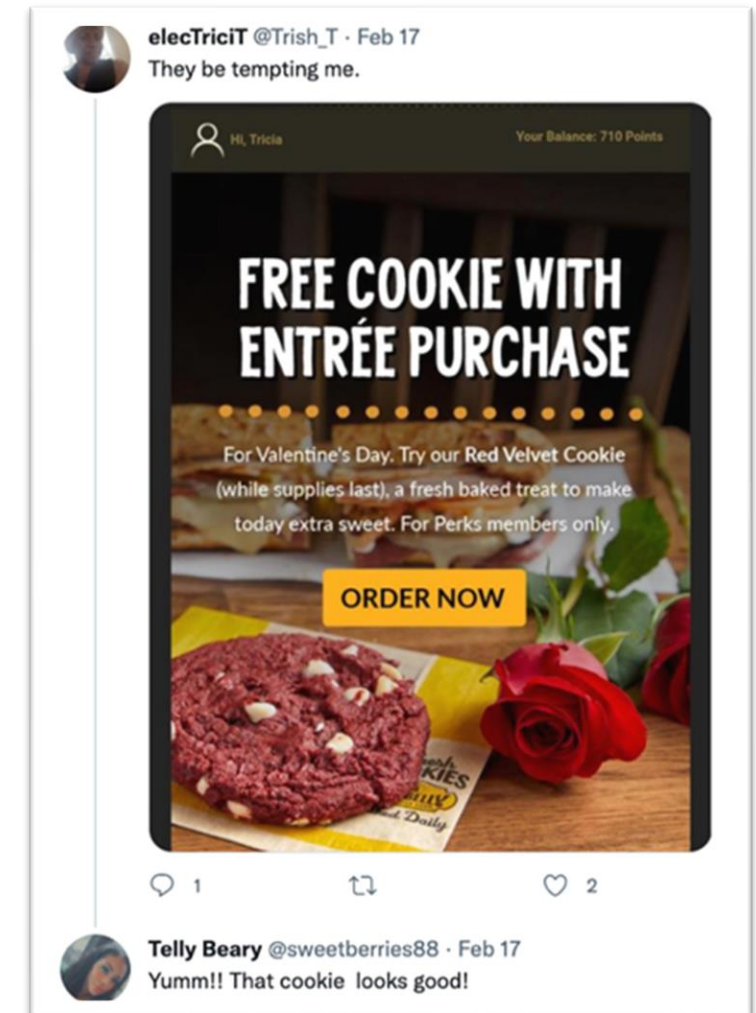 elecTriciT @Trish_T · Feb 17
They be tempting me.
Hi, Tricia
Your Balance: 710 Points
FREE COOKIE WITH
ENTRÉE PURCHASE
For Valentine's Day. Try our Red Velvet Cookie
(while supplies last), a fresh baked treat to make
today extra sweet. For Perks members only.
ORDER NOW
KIES
Daily
1
2
Telly Beary @sweetberries88 · Feb 17
Yumm!! That cookie looks good!